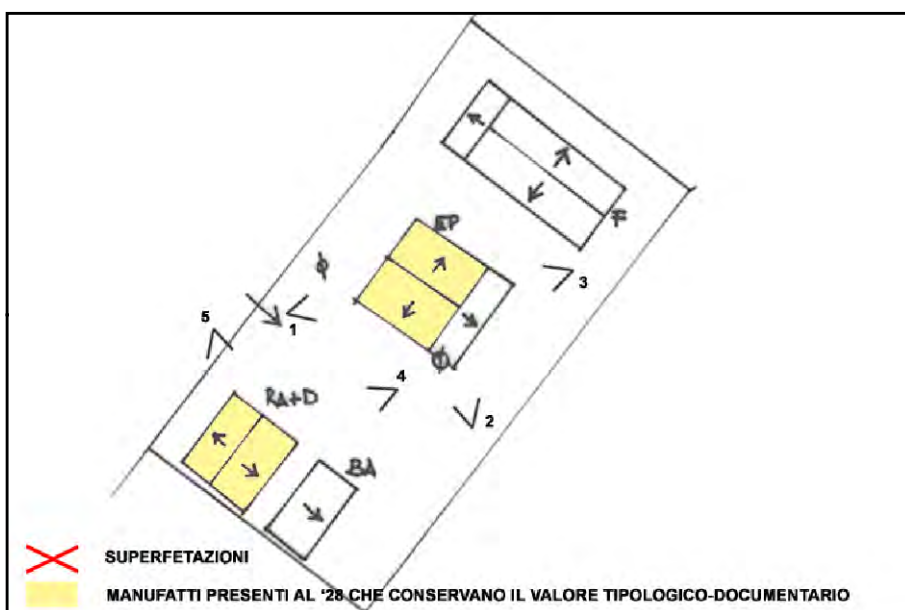 F
EP
ϕ
3
5
1
Φ
4
2
RA+D
BA
SUPERFETAZIONI
MANUFATTI PRESENTI AL '28 CHE CONSERVANO IL VALORE TIPOLOGICO-DOCUMENTARIO